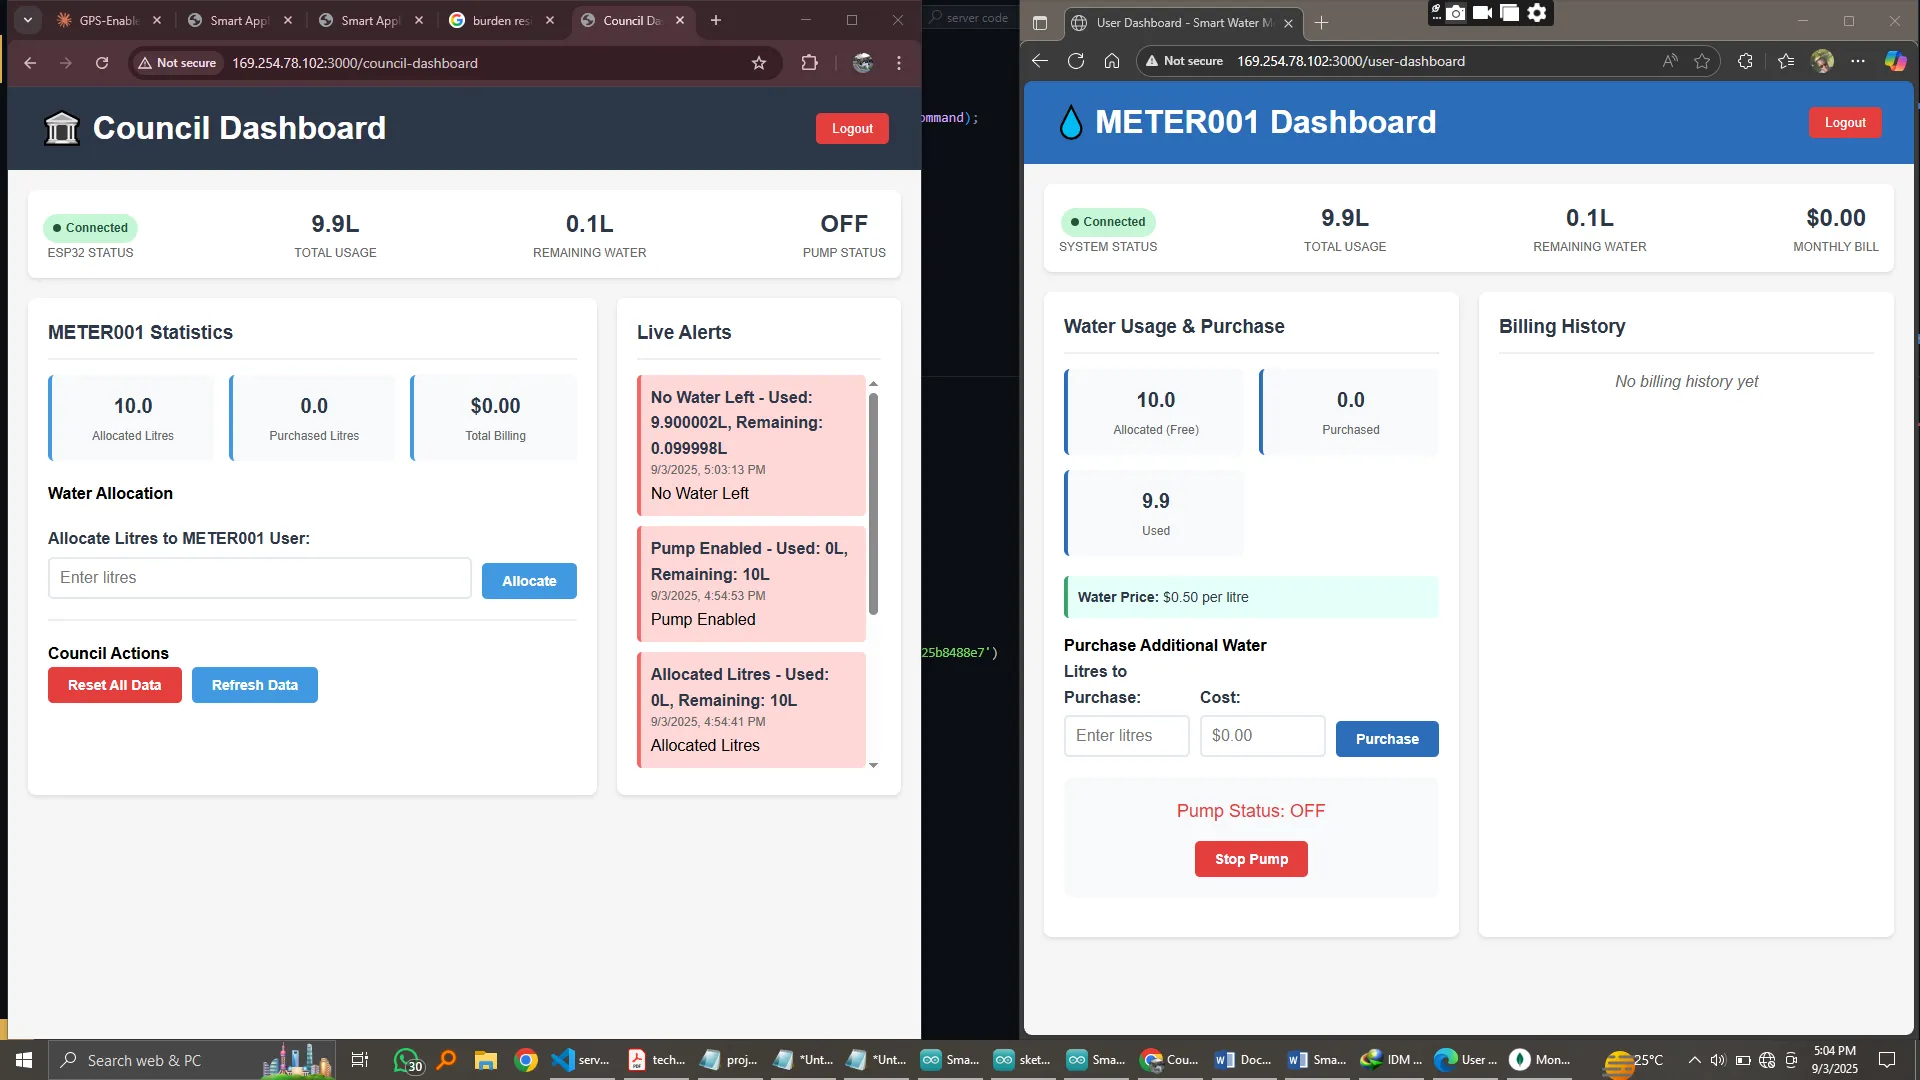 GPS-Enable
Smart Appl
Smart Appl
burden res
Council Da
Not secure
169.254.78.102:3000/council-dashboard
Council Dashboard
Logout
Connected
ESP32 STATUS
9.9L
TOTAL USAGE
0.1L
REMAINING WATER
OFF
PUMP STATUS
METER001 Statistics
10.0
Allocated Litres
0.0
Purchased Litres
$0.00
Total Billing
Water Allocation
Allocate Litres to METER001 User:
Enter litres
Allocate
Council Actions
Reset All Data
Refresh Data
Live Alerts
No Water Left - Used:
9.900002L, Remaining:
0.099998L
9/3/2025, 5:03:13 PM
No Water Left
Pump Enabled - Used: 0L,
Remaining: 10L
9/3/2025, 4:54:53 PM
Pump Enabled
Allocated Litres - Used:
0L, Remaining: 10L
9/3/2025, 4:54:41 PM
Allocated Litres
server code
ommand);
25b8488e7')
User Dashboard - Smart Water M
Not secure
169.254.78.102:3000/user-dashboard
METER001 Dashboard
Logout
Connected
SYSTEM STATUS
9.9L
TOTAL USAGE
0.1L
REMAINING WATER
$0.00
MONTHLY BILL
Water Usage & Purchase
10.0
Allocated (Free)
0.0
Purchased
9.9
Used
Water Price: $0.50 per litre
Purchase Additional Water
Litres to
Purchase:
Cost:
Enter litres
$0.00
Purchase
Pump Status: OFF
Stop Pump
Billing History
No billing history yet
Search web & PC
30
serv...
tech...
proj...
*Unt...
*Unt...
Sma...
sket...
Sma...
Cou...
Doc...
Sma...
IDM ...
User ...
Mon...
25°C
5:04 PM
9/3/2025